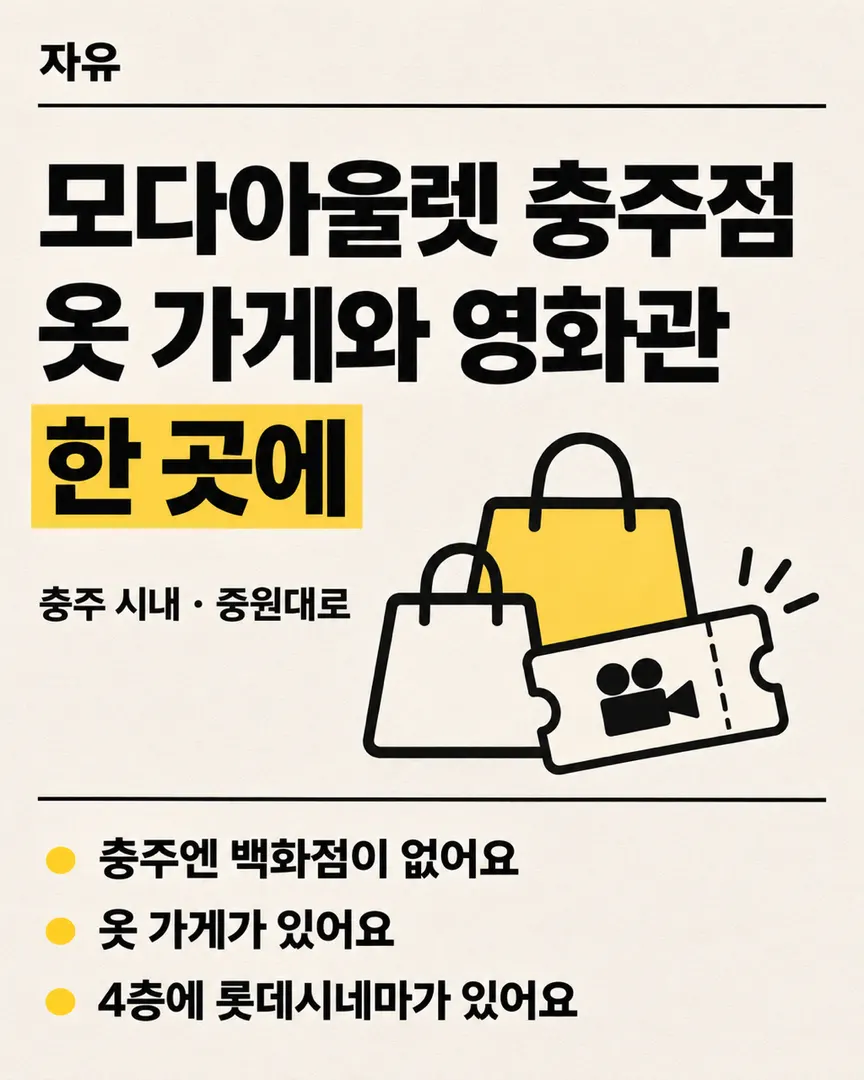 자유
모다아울렛 충주점
옷 가게와 영화관
한 곳에
충주 시내 · 중원대로
충주엔 백화점이 없어요
옷 가게가 있어요
4층에 롯데시네마가 있어요